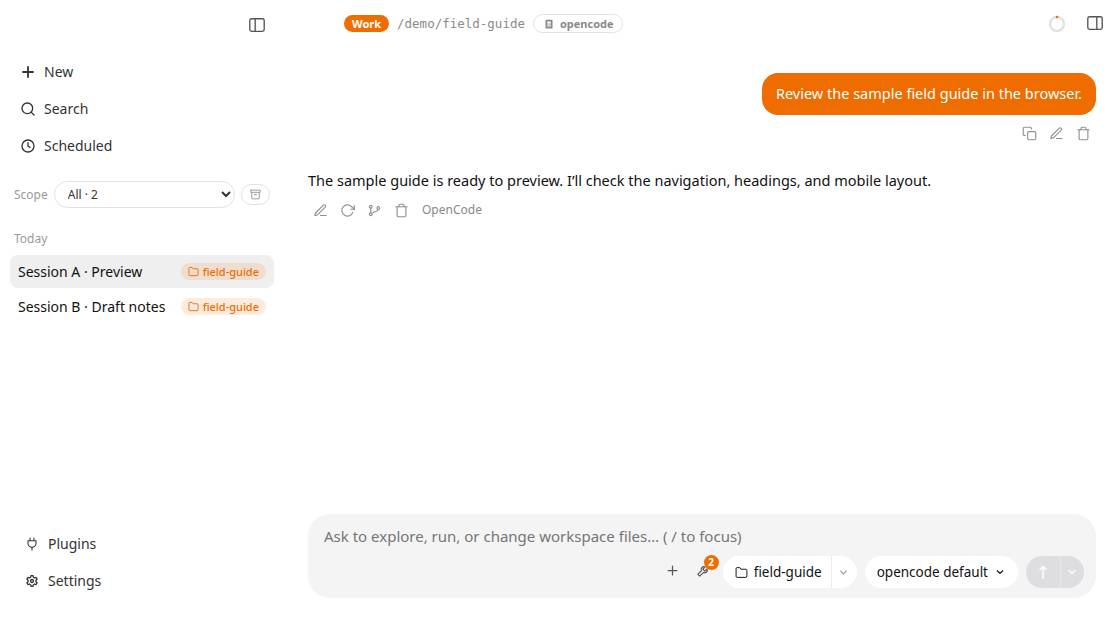 Work /demo/field-guide opencode
New
Search
Scheduled
Scope All · 2
Today
Session A · Preview field-guide
Session B · Draft notes field-guide
Plugins
Settings
Review the sample field guide in the browser.
The sample guide is ready to preview. I’ll check the navigation, headings, and mobile layout.
OpenCode
Ask to explore, run, or change workspace files... ( / to focus)
2 field-guide opencode default